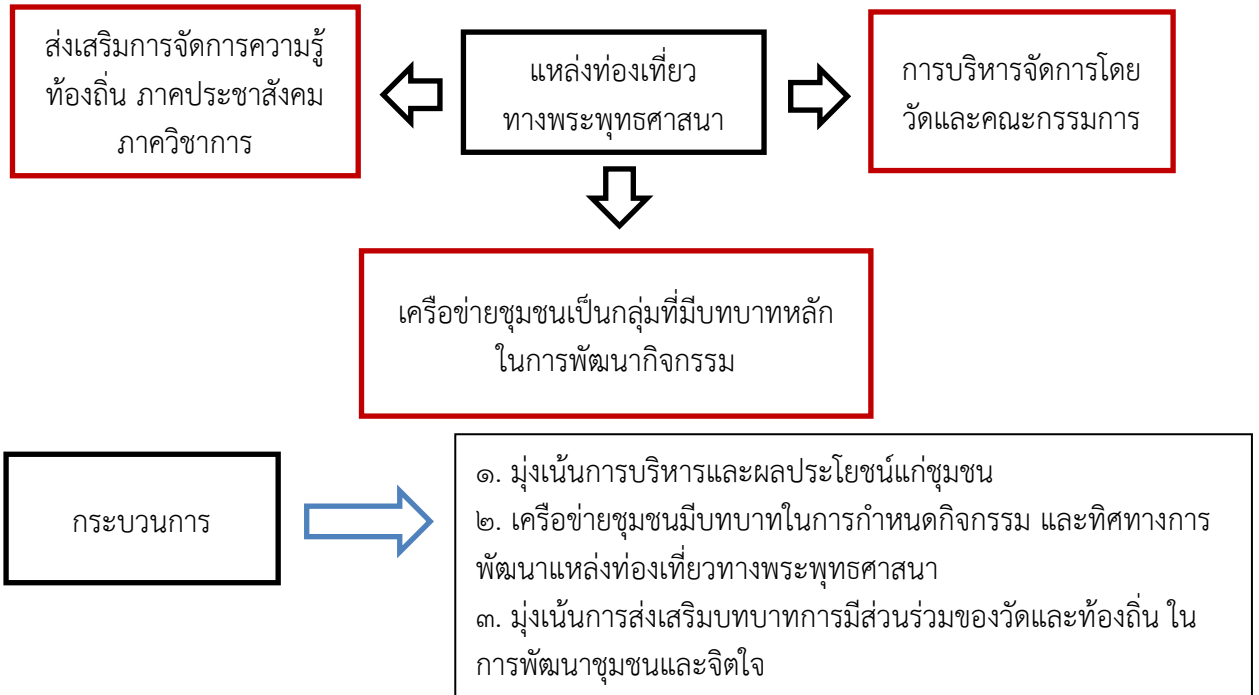 ส่งเสริมการจัดการความรู้
ท้องถิ่น ภาคประชาสังคม
ภาควิชาการ
แหล่งท่องเที่ยว
ทางพระพุทธศาสนา
การบริหารจัดการโดย
วัดและคณะกรรมการ
เครือข่ายชุมชนเป็นกลุ่มที่มีบทบาทหลัก
ในการพัฒนากิจกรรม
กระบวนการ
๑. มุ่งเน้นการบริหารและผลประโยชน์แก่ชุมชน
๒. เครือข่ายชุมชนมีบทบาทในการกำหนดกิจกรรม และทิศทางการ
พัฒนาแหล่งท่องเที่ยวทางพระพุทธศาสนา
๓. มุ่งเน้นการส่งเสริมบทบาทการมีส่วนร่วมของวัดและท้องถิ่น ใน
การพัฒนาชุมชนและจิตใจ